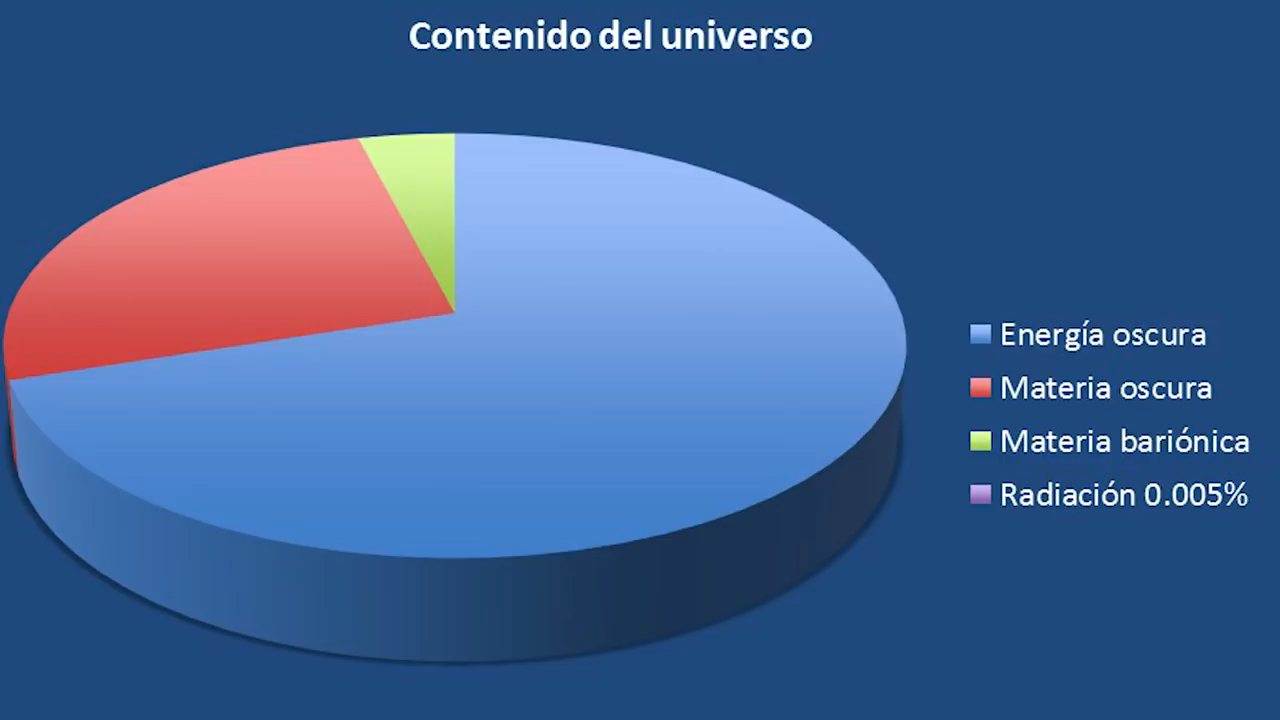 Contenido del universo
Energía oscura
Materia oscura
Materia bariónica
Radiación 0.005%